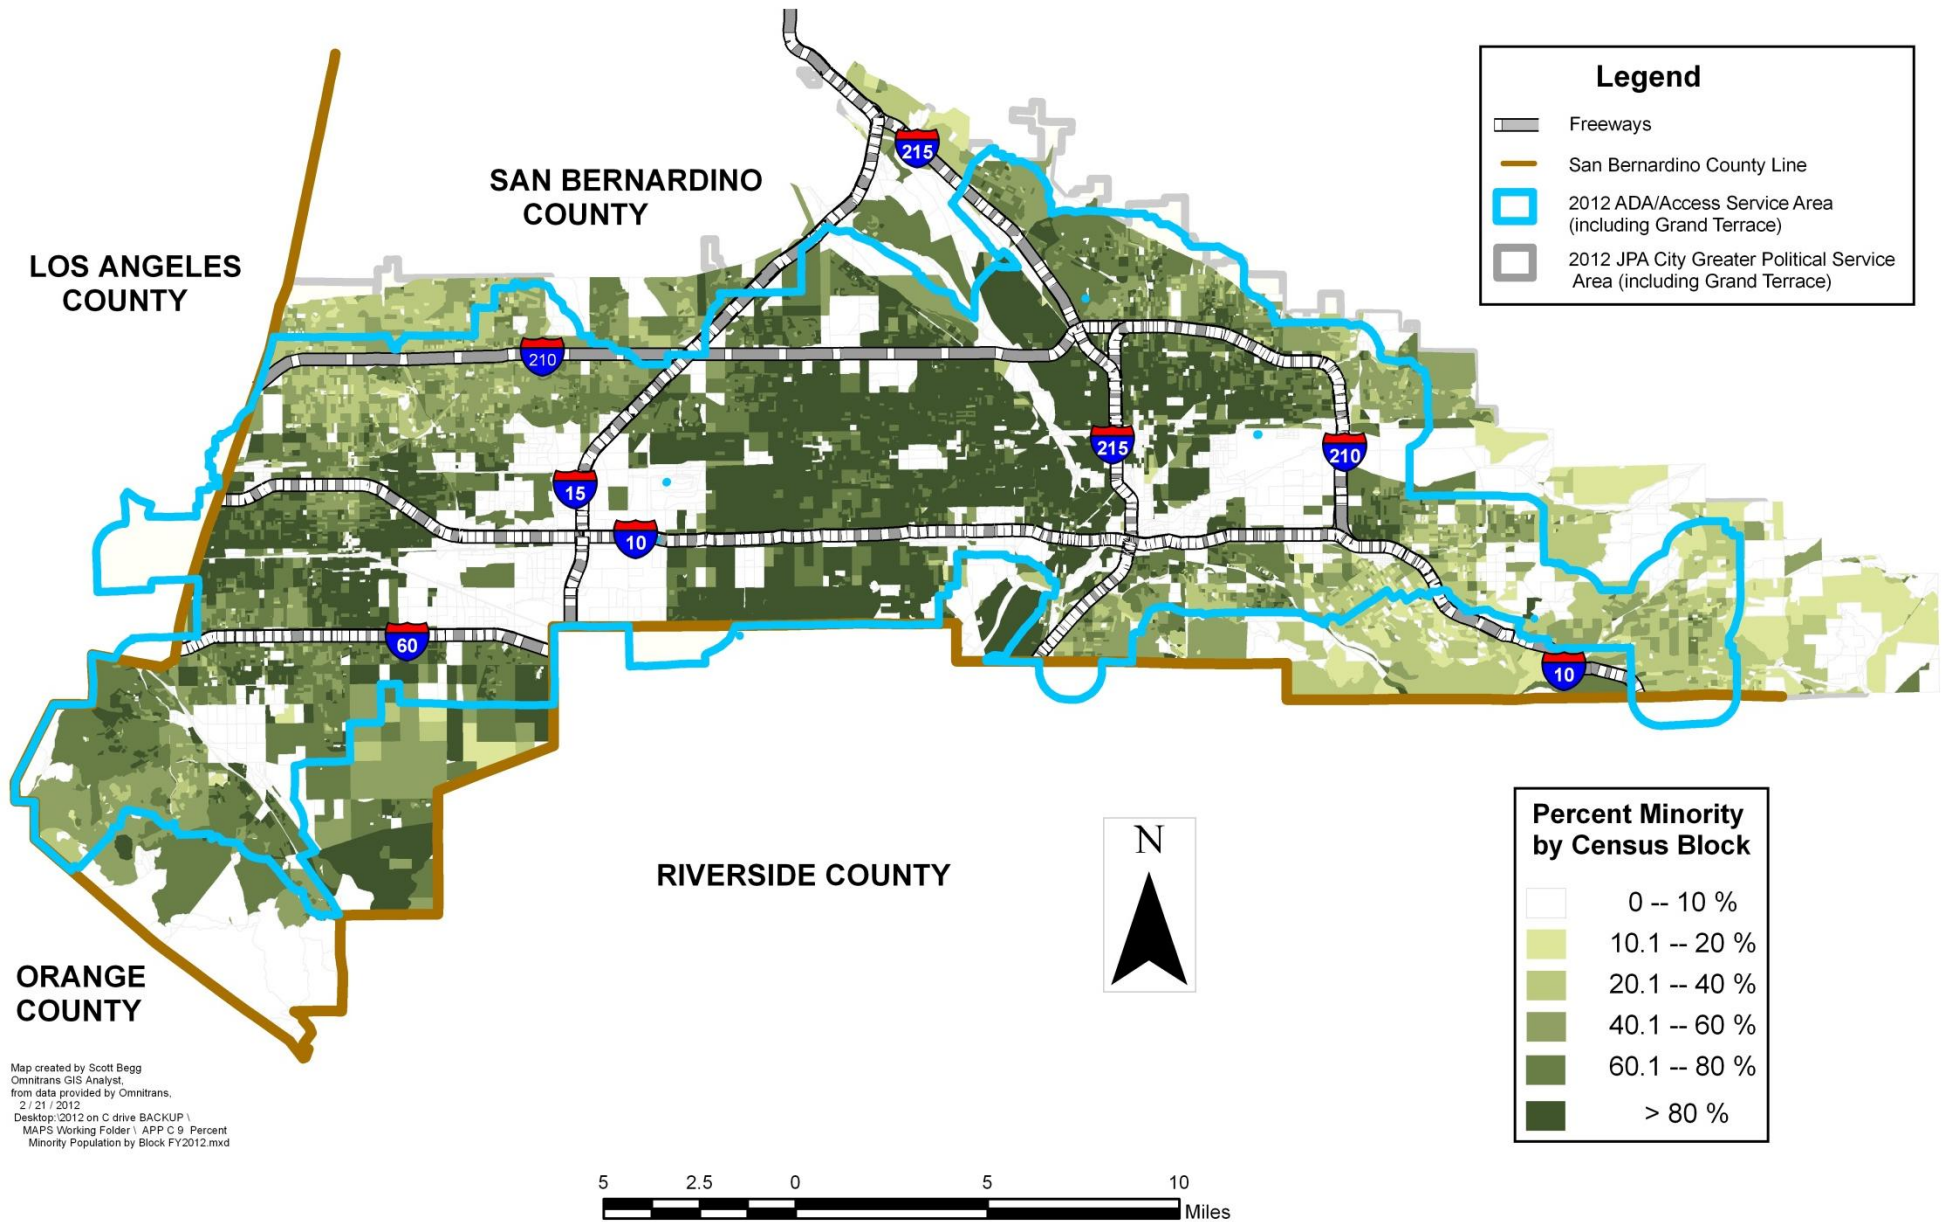 215
SAN BERNARDINO
COUNTY
LOS ANGELES
COUNTY
Legend
Freeways
San Bernardino County Line
2012 ADA/Access Service Area
(including Grand Terrace)
2012 JPA City Greater Political Service
Area (including Grand Terrace)
210
215
210
15
10
60
10
RIVERSIDE COUNTY
N
ORANGE
COUNTY
Percent Minority
by Census Block
0 -- 10 %
10.1 -- 20 %
20.1 -- 40 %
40.1 -- 60 %
60.1 -- 80 %
> 80 %
Map created by Scott Begg
Omnitrans GIS Analyst,
from data provided by Omnitrans,
2 / 21 / 2012
Desktop:\2012 on C drive BACKUP \
MAPS Working Folder \ APP C 9 Percent
Minority Population by Block FY2012.mxd
5 2.5 0 5 10
Miles